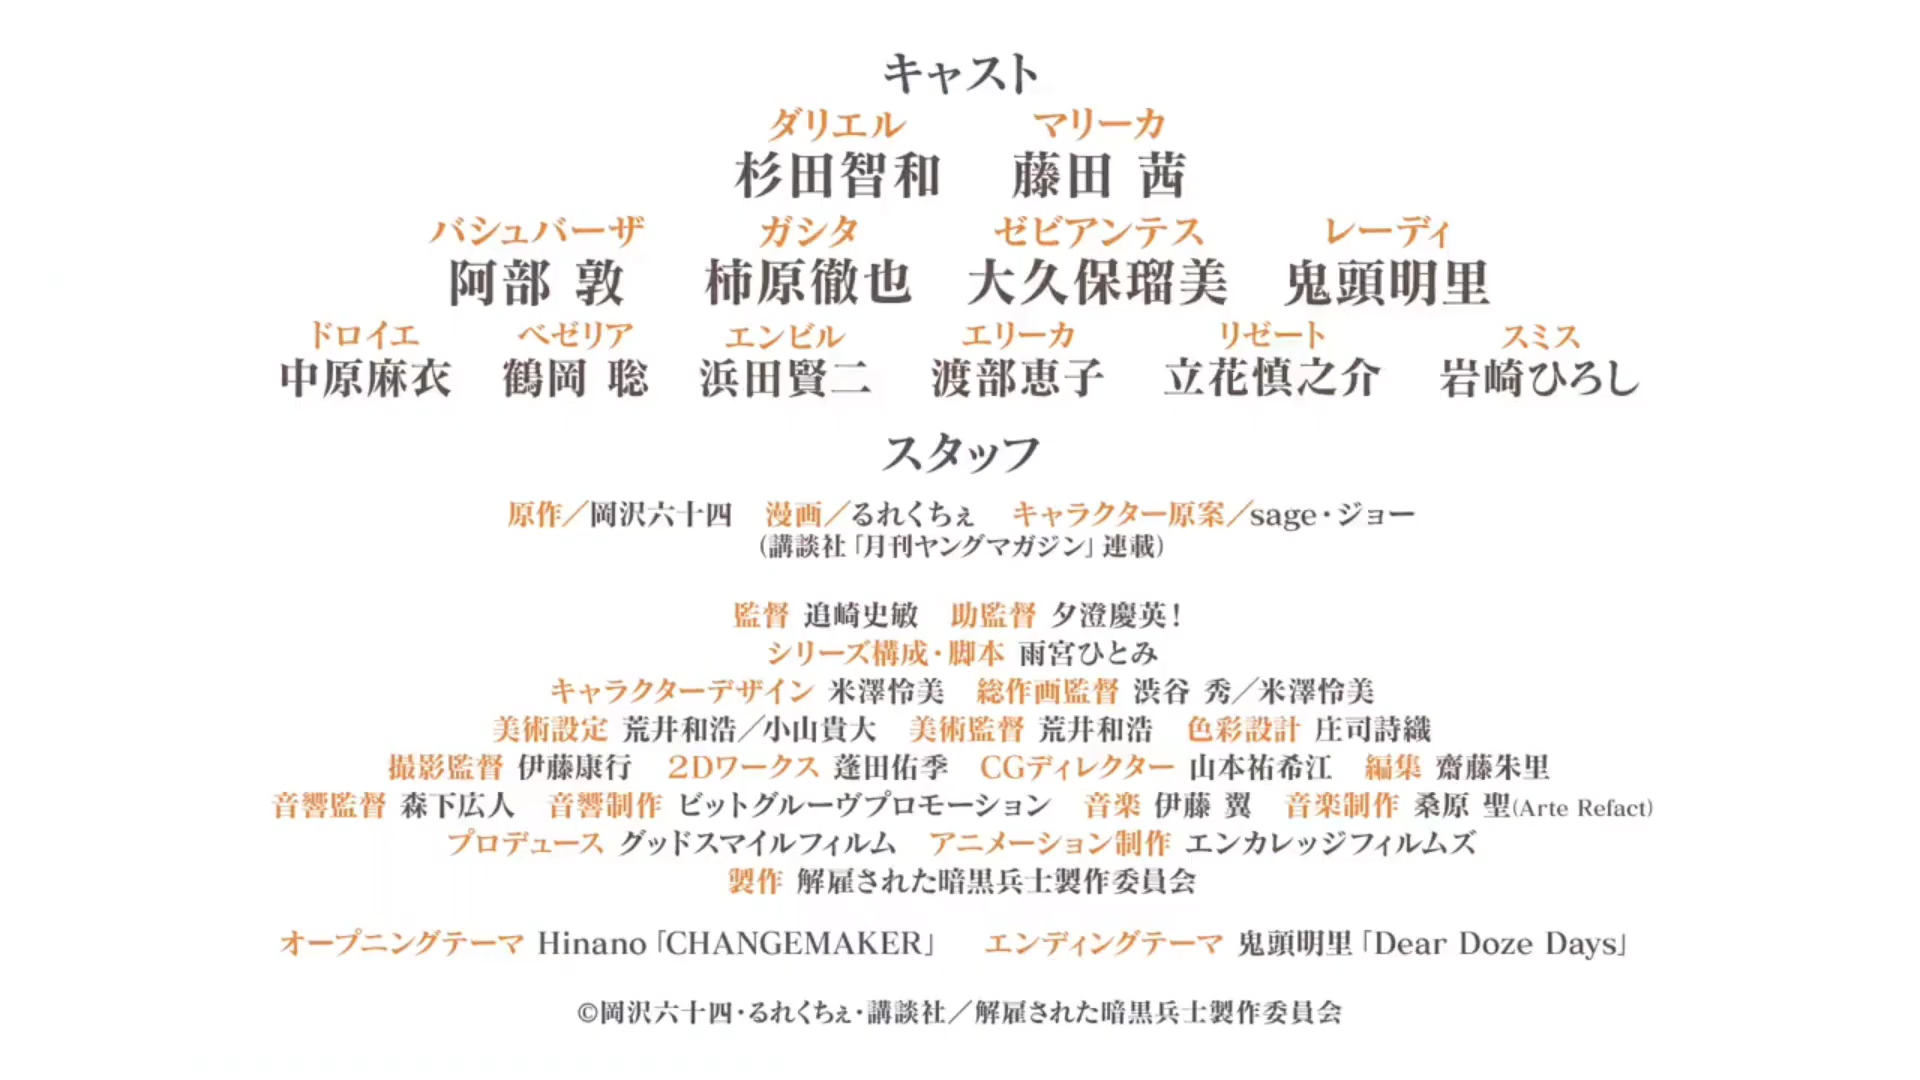 キャスト
ダリエル マリーカ
杉田智和 藤田 茜
バシュバーザ ガシタ ゼビアンテス レーディ
阿部 敦 柿原徹也 大久保瑠美 鬼頭明里
ドロイエ ベゼリア エンビル エリーカ リゼート スミス
中原麻衣 鶴岡 聡 浜田賢二 渡部恵子 立花慎之介 岩崎ひろし
スタッフ
原作／岡沢六十四 漫画／るれくちぇ キャラクター原案／sage・ジョー
(講談社「月刊ヤングマガジン」連載)
監督 追崎史敏 助監督 夕澄慶英！
シリーズ構成・脚本 雨宮ひとみ
キャラクターデザイン 米澤怜美 総作画監督 渋谷 秀／米澤怜美
美術設定 荒井和浩／小山貴大 美術監督 荒井和浩 色彩設計 庄司詩織
撮影監督 伊藤康行 2Dワークス 蓬田佑季 CGディレクター 山本祐希江 編集 齋藤朱里
音響監督 森下広人 音響制作 ビットグルーヴプロモーション 音楽 伊藤 翼 音楽制作 桑原 聖(Arte Refact)
プロデュース グッドスマイルフィルム アニメーション制作 エンカレッジフィルムズ
製作 解雇された暗黒兵士製作委員会
オープニングテーマ Hinano「CHANGEMAKER」 エンディングテーマ 鬼頭明里「Dear Doze Days」
©岡沢六十四・るれくちぇ・講談社／解雇された暗黒兵士製作委員会